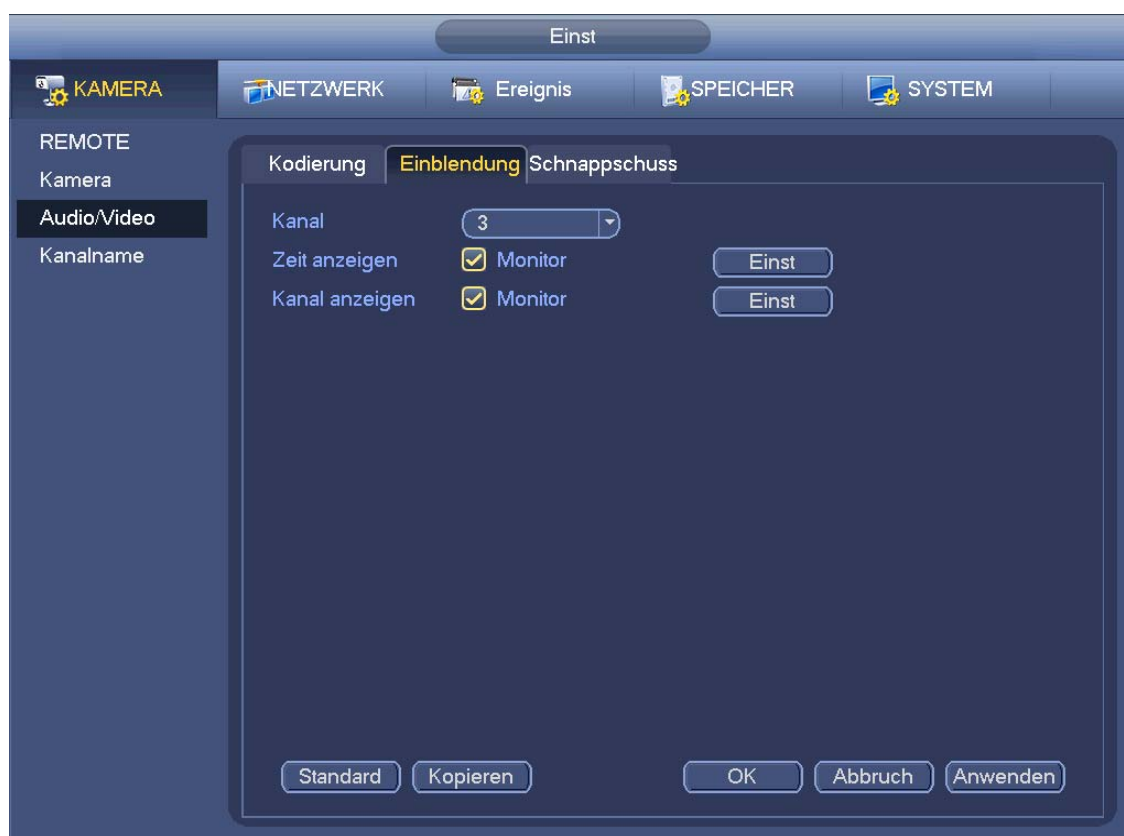 Einst
KAMERA NETZWERK Ereignis SPEICHER SYSTEM
REMOTE
Kamera
Audio/Video
Kanalname
Kodierung Einblendung Schnappschuss
Kanal 3
Zeit anzeigen Monitor Einst
Kanal anzeigen Monitor Einst
Standard Kopieren OK Abbruch Anwenden